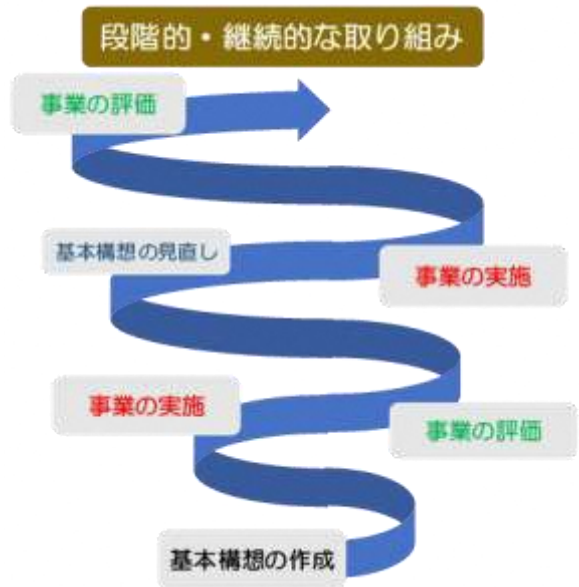 段階的・継続的な取り組み
事業の評価
基本構想の見直し
事業の実施
事業の実施
事業の評価
基本構想の作成